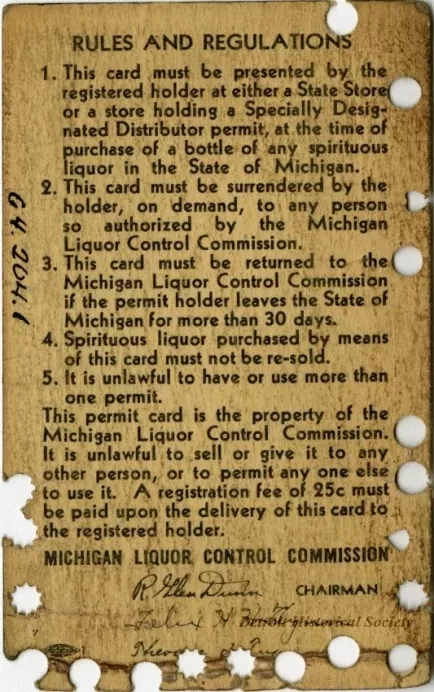 RULES AND REGULATIONS
1. This card must be presented by the
registered holder at either a State Store
or a store holding a Specially Desig-
nated Distributor permit, at the time of
purchase of a bottle of any spirituous
liquor in the State of Michigan.
2. This card must be surrendered by the
holder, on demand, to any person
so authorized by the Michigan
Liquor Control Commission.
3. This card must be returned to the
Michigan Liquor Control Commission
if the permit holder leaves the State of
Michigan for more than 30 days.
4. Spirituous liquor purchased by means
of this card must not be re-sold.
5. It is unlawful to have or use more than
one permit.
This permit card is the property of the
Michigan Liquor Control Commission.
It is unlawful to sell or give it to any
other person, or to permit any one else
to use it. A registration fee of 25c must
be paid upon the delivery of this card to
the registered holder.
MICHIGAN LIQUOR CONTROL COMMISSION
R. Glen Dunn CHAIRMAN
Felix H. H.
Detroit Historical Society
64.204.1